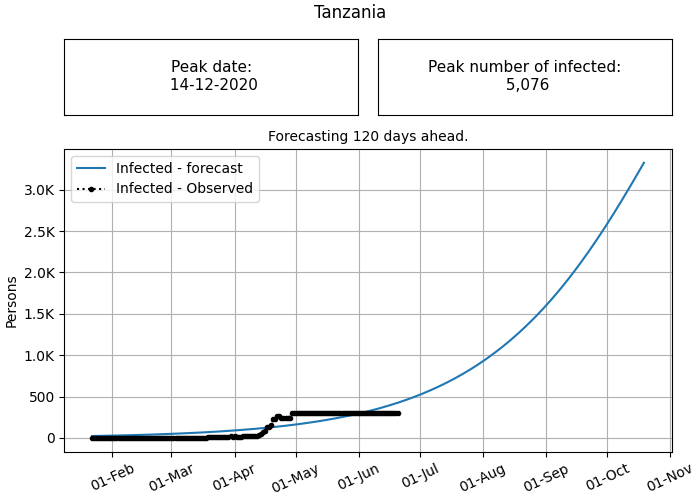 Tanzania
Peak date:
14-12-2020
Peak number of infected:
5,076
Forecasting 120 days ahead.
Infected - forecast
Infected - Observed
Persons
3.0K
2.5K
2.0K
1.5K
1.0K
500
0
01-Feb
01-Mar
01-Apr
01-May
01-Jun
01-Jul
01-Aug
01-Sep
01-Oct
01-Nov